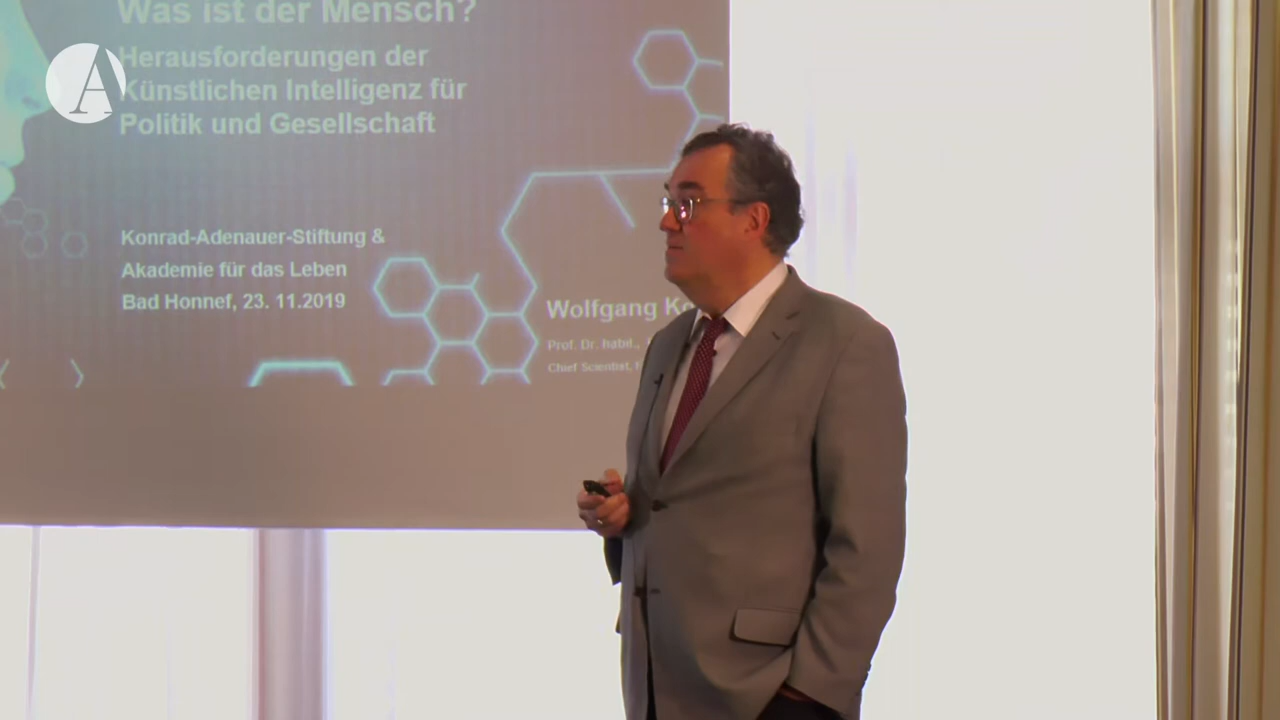 Was ist der Mensch?
Herausforderungen der
Künstlichen Intelligenz für
Politik und Gesellschaft
Konrad-Adenauer-Stiftung &
Akademie für das Leben
Bad Honnef, 23. 11.2019
Wolfgang
Prof. Dr. habil.,
Chief Scientist,
A